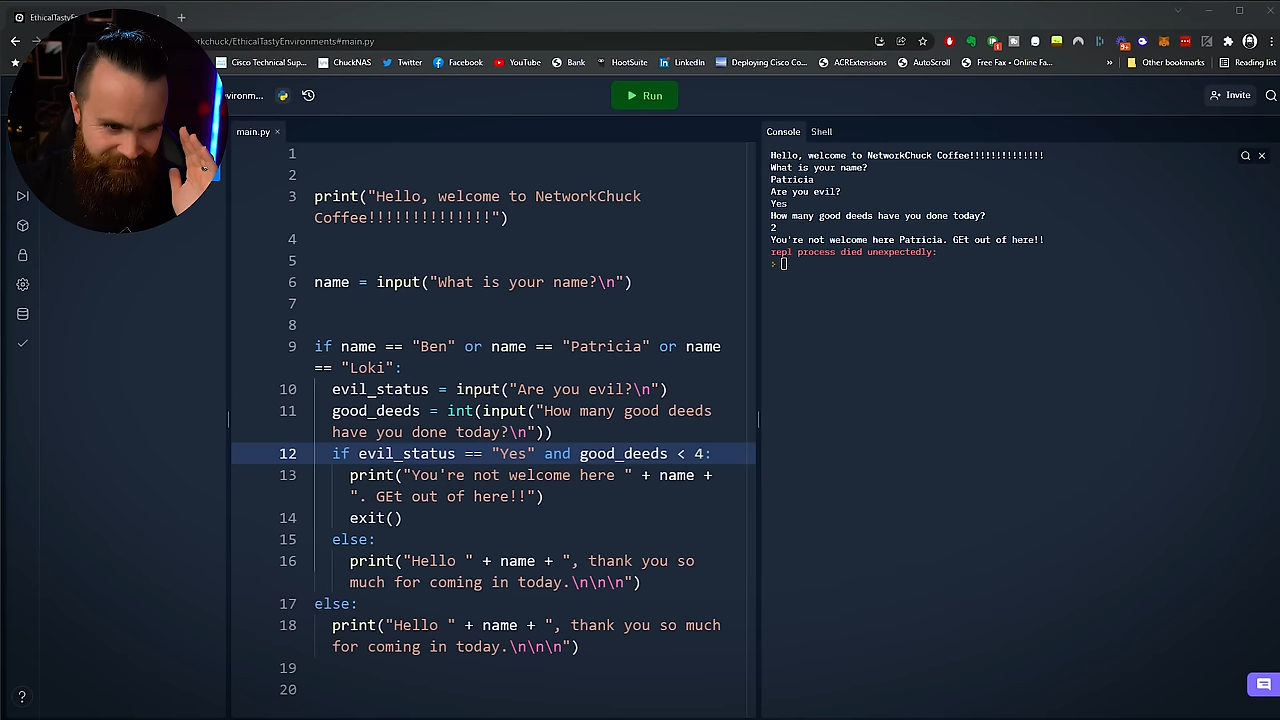 EthicalTastyEnvironments
rkchuck/EthicalTastyEnvironments#main.py
Cisco Technical Sup...
ChuckNAS
Twitter
Facebook
YouTube
Bank
HootSuite
LinkedIn
Deploying Cisco Co...
ACRExtensions
AutoScroll
Free Fax - Online Fa...
»
Other bookmarks
Reading list
vironm...
Run
Invite
main.py ×
Console
Shell
1
2
3 print("Hello, welcome to NetworkChuck
Coffee!!!!!!!!!!!!!!")
4
5
6 name = input("What is your name?\n")
7
8
9 if name == "Ben" or name == "Patricia" or name
== "Loki":
10 evil_status = input("Are you evil?\n")
11 good_deeds = int(input("How many good deeds
have you done today?\n"))
12 if evil_status == "Yes" and good_deeds < 4:
13 print("You're not welcome here " + name +
". GEt out of here!!")
14 exit()
15 else:
16 print("Hello " + name + ", thank you so
much for coming in today.\n\n\n")
17 else:
18 print("Hello " + name + ", thank you so much
for coming in today.\n\n\n")
19
20
Hello, welcome to NetworkChuck Coffee!!!!!!!!!!!!!!
What is your name?
Patricia
Are you evil?
Yes
How many good deeds have you done today?
2
You're not welcome here Patricia. GEt out of here!!
repl process died unexpectedly:
>
?